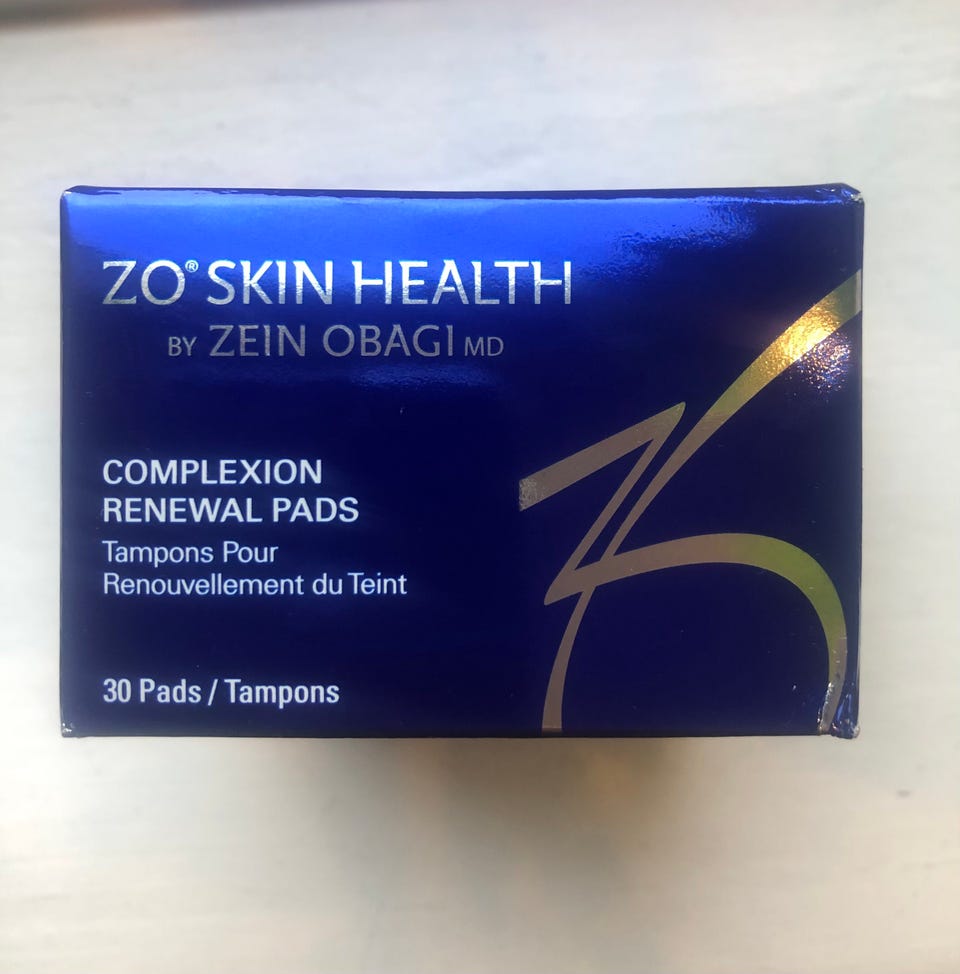 ZO® SKIN HEALTH
BY ZEIN OBAGI MD
COMPLEXION
RENEWAL PADS
Tampons Pour
Renouvellement du Teint
30 Pads / Tampons